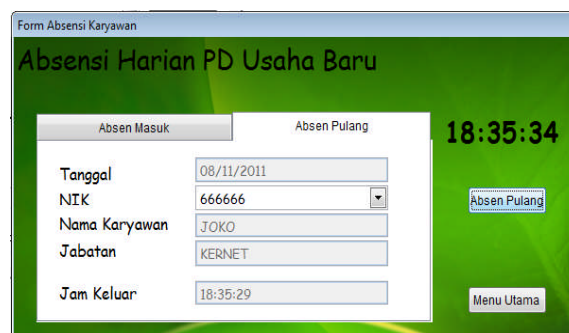 Form Absensi Karyawan
Absensi Harian PD Usaha Baru
Absen Masuk
Absen Pulang
18:35:34
Tanggal 08/11/2011
NIK 666666
Absen Pulang
Nama Karyawan JOKO
Jabatan KERNET
Jam Keluar 18:35:29
Menu Utama